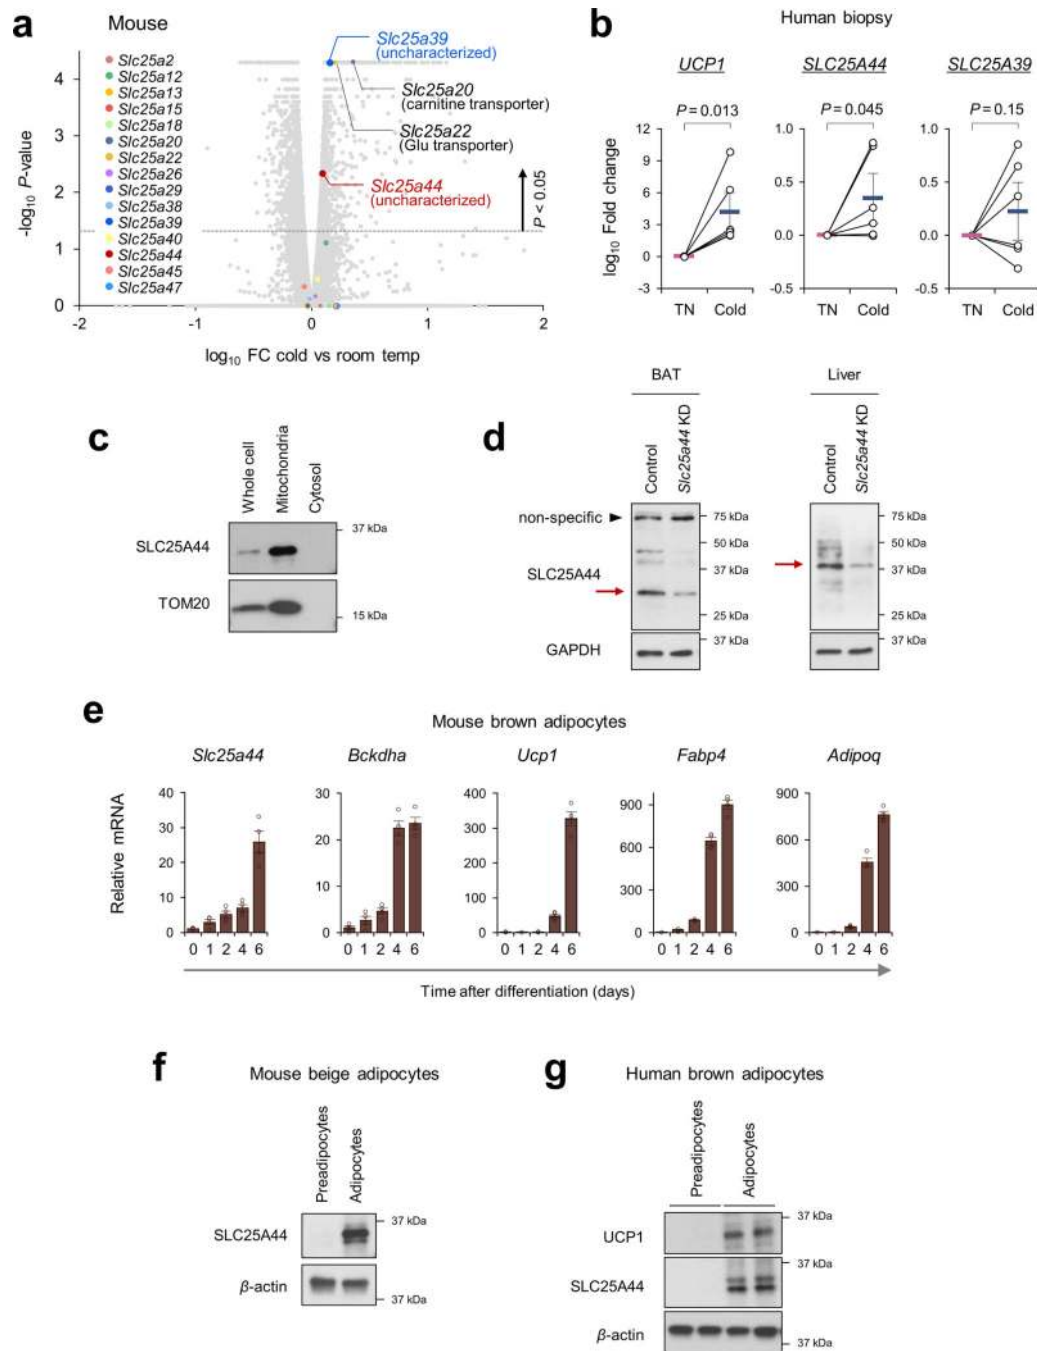 a
Mouse
Slc25a2
Slc25a12
Slc25a13
Slc25a15
Slc25a18
Slc25a20
Slc25a22
Slc25a26
Slc25a29
Slc25a38
Slc25a39
Slc25a40
Slc25a44
Slc25a45
Slc25a47
Slc25a39
(uncharacterized)
Slc25a20
(carnitine transporter)
Slc25a22
(Glu transporter)
Slc25a44
(uncharacterized)
P < 0.05
-log10 P-value
4
3
2
1
0
-2 -1 0 1 2
log10 FC cold vs room temp
b
Human biopsy
UCP1 SLC25A44 SLC25A39
P = 0.013 P = 0.045 P = 0.15
log10 Fold change
12
9
6
3
0
-3
1.0
0.5
0.0
0.5
1.0
0.5
0.0
0.5
TN Cold TN Cold TN Cold
c
Whole cell
Mitochondria
Cytosol
SLC25A44
37 kDa
TOM20
15 kDa
d
BAT Liver
Control
Slc25a44 KD
Control
Slc25a44 KD
non-specific
SLC25A44
GAPDH
75 kDa
50 kDa
37 kDa
25 kDa
37 kDa
75 kDa
50 kDa
37 kDa
25 kDa
37 kDa
e
Mouse brown adipocytes
Slc25a44 Bckdha Ucp1 Fabp4 Adipoq
Relative mRNA
40
30
20
10
0
30
20
10
0
400
300
200
100
0
900
600
300
0
900
600
300
0
0 1 2 4 6 0 1 2 4 6 0 1 2 4 6 0 1 2 4 6 0 1 2 4 6
Time after differentiation (days)
f
Mouse beige adipocytes
Preadipocytes
Adipocytes
SLC25A44
37 kDa
β-actin
37 kDa
g
Human brown adipocytes
Preadipocytes
Adipocytes
UCP1
37 kDa
SLC25A44
37 kDa
β-actin
37 kDa